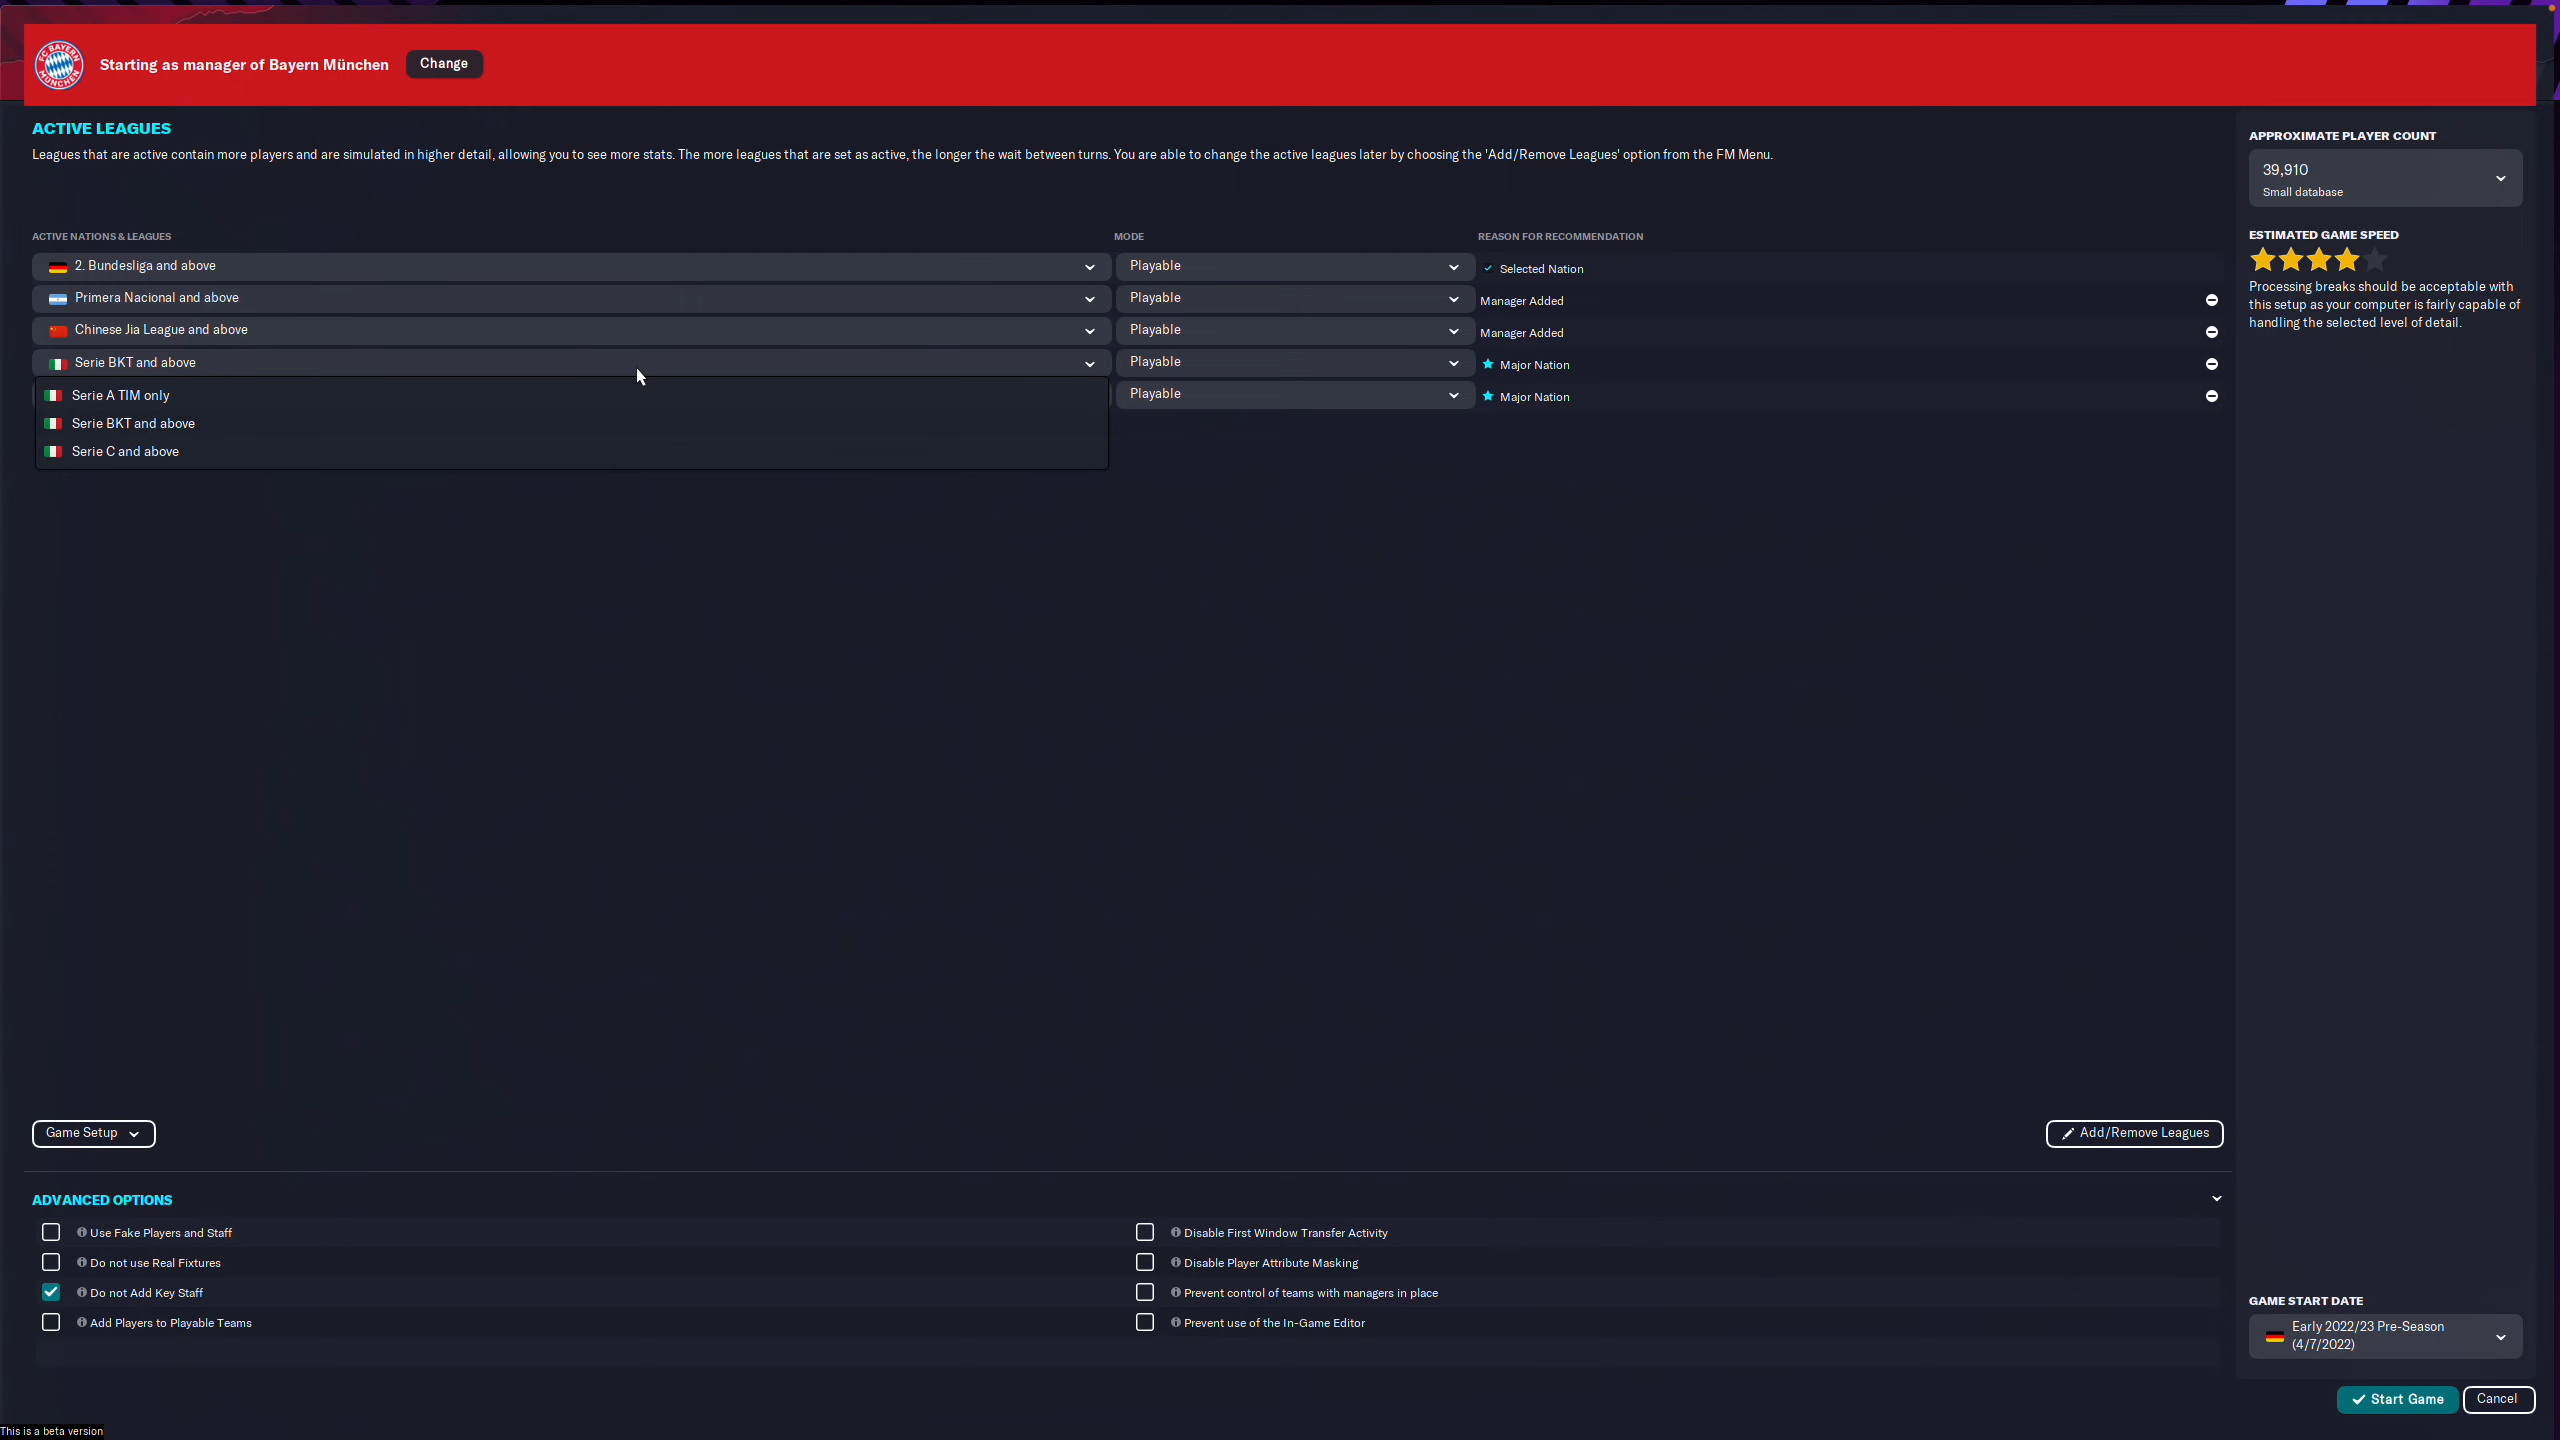 FC BAYERN
MÜNCHEN
Starting as manager of Bayern München
Change
ACTIVE LEAGUES
Leagues that are active contain more players and are simulated in higher detail, allowing you to see more stats. The more leagues that are set as active, the longer the wait between turns. You are able to change the active leagues later by choosing the 'Add/Remove Leagues' option from the FM Menu.
ACTIVE NATIONS & LEAGUES MODE REASON FOR RECOMMENDATION
2. Bundesliga and above Playable Selected Nation
Primera Nacional and above Playable Manager Added
Chinese Jia League and above Playable Manager Added
Serie BKT and above Playable Major Nation
Serie A TIM only Playable Major Nation
Serie BKT and above
Serie C and above
Game Setup
Add/Remove Leagues
ADVANCED OPTIONS
Use Fake Players and Staff Disable First Window Transfer Activity
Do not use Real Fixtures Disable Player Attribute Masking
Do not Add Key Staff Prevent control of teams with managers in place
Add Players to Playable Teams Prevent use of the In-Game Editor
APPROXIMATE PLAYER COUNT
39,910
Small database
ESTIMATED GAME SPEED
Processing breaks should be acceptable with
this setup as your computer is fairly capable of
handling the selected level of detail.
GAME START DATE
Early 2022/23 Pre-Season
(4/7/2022)
Start Game
Cancel
This is a beta version